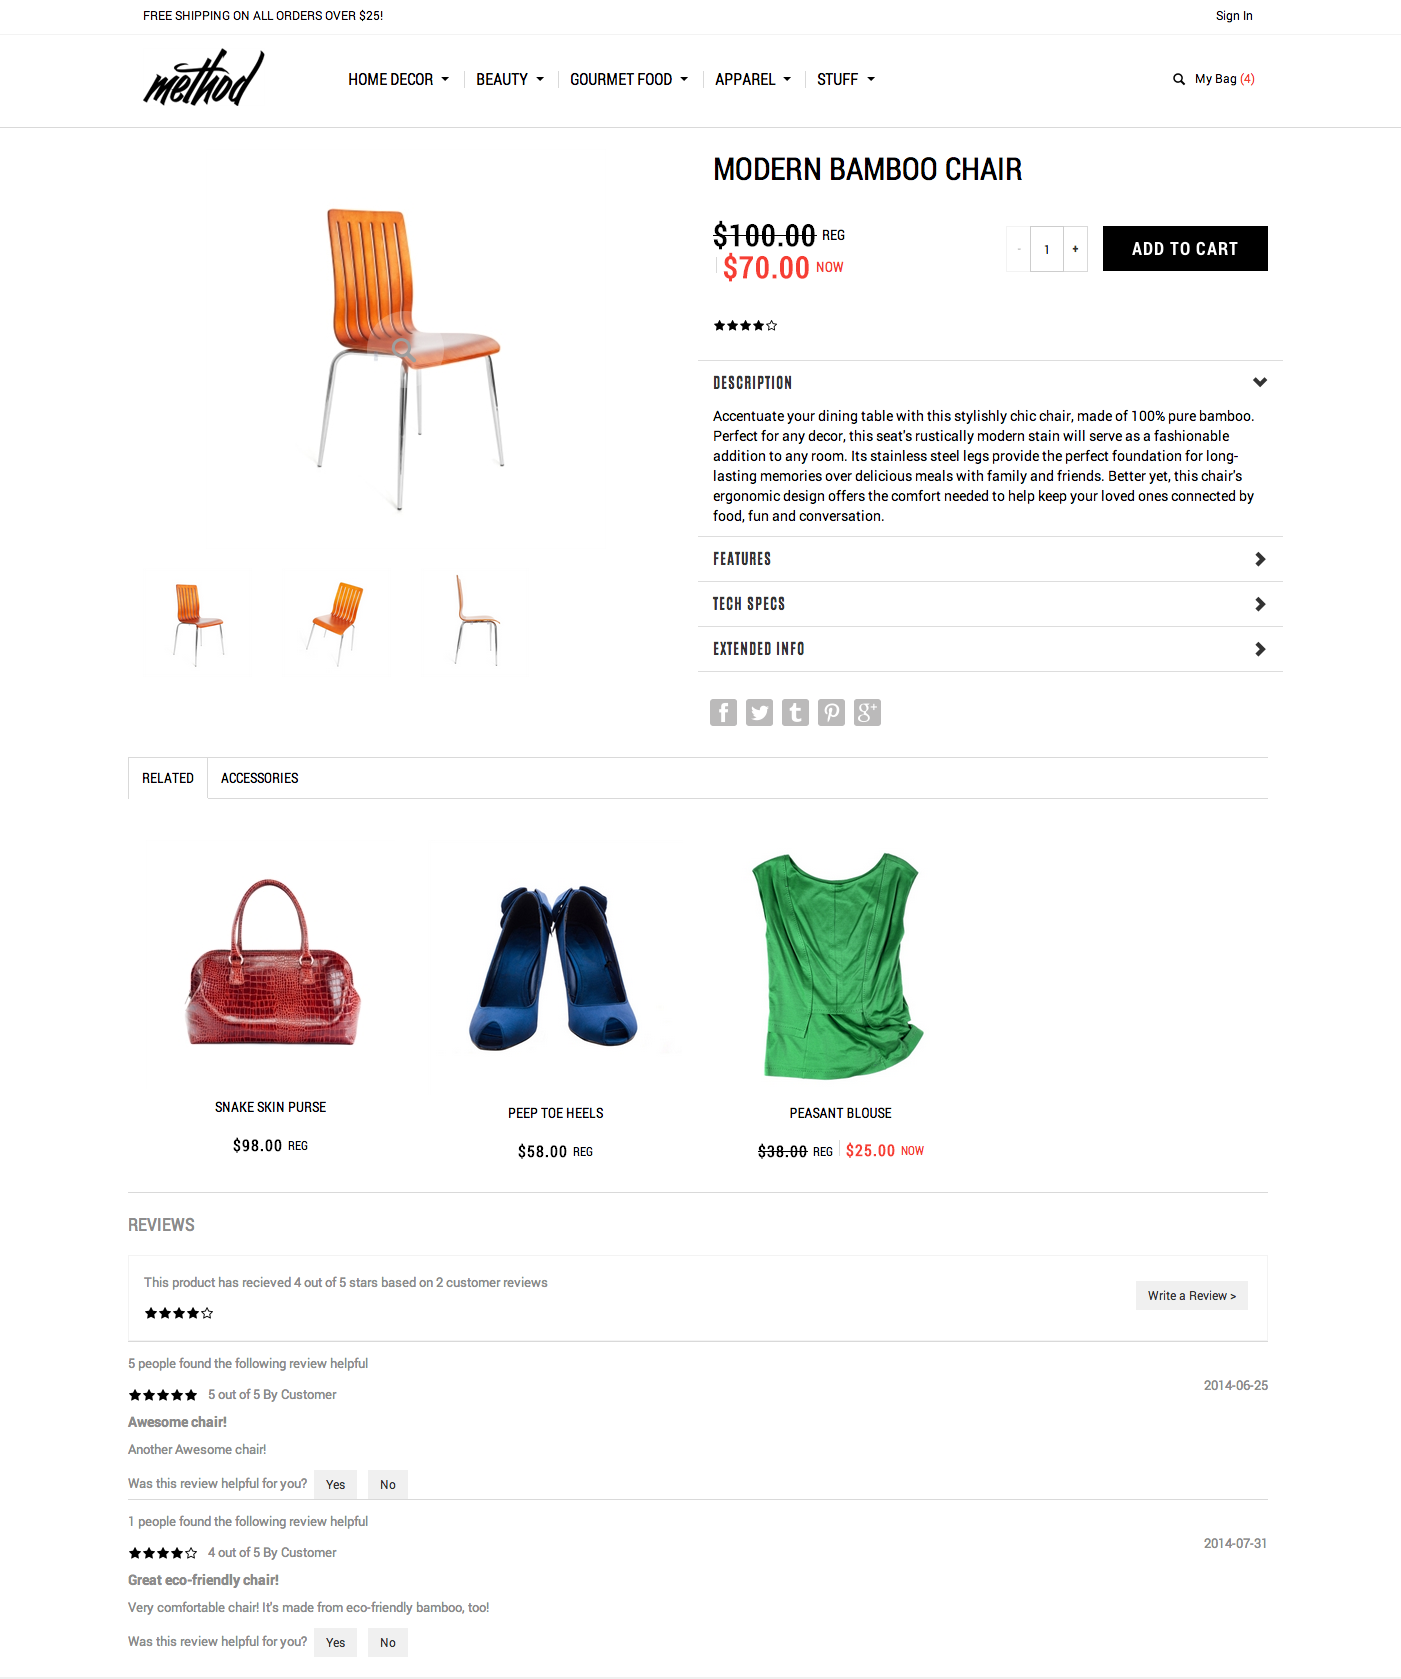 FREE SHIPPING ON ALL ORDERS OVER $25!
Sign In
method
HOME DECOR
BEAUTY
GOURMET FOOD
APPAREL
STUFF
My Bag (4)
MODERN BAMBOO CHAIR
$100.00 REG
$70.00 NOW
- 1 +
ADD TO CART
DESCRIPTION
Accentuate your dining table with this stylishly chic chair, made of 100% pure bamboo.
Perfect for any decor, this seat's rustically modern stain will serve as a fashionable
addition to any room. Its stainless steel legs provide the perfect foundation for long-
lasting memories over delicious meals with family and friends. Better yet, this chair's
ergonomic design offers the comfort needed to help keep your loved ones connected by
food, fun and conversation.
FEATURES
TECH SPECS
EXTENDED INFO
RELATED
ACCESSORIES
SNAKE SKIN PURSE
$98.00 REG
PEEP TOE HEELS
$58.00 REG
PEASANT BLOUSE
$38.00 REG $25.00 NOW
REVIEWS
This product has recieved 4 out of 5 stars based on 2 customer reviews
Write a Review >
5 people found the following review helpful
2014-06-25
5 out of 5 By Customer
Awesome chair!
Another Awesome chair!
Was this review helpful for you? Yes No
1 people found the following review helpful
2014-07-31
4 out of 5 By Customer
Great eco-friendly chair!
Very comfortable chair! It's made from eco-friendly bamboo, too!
Was this review helpful for you? Yes No